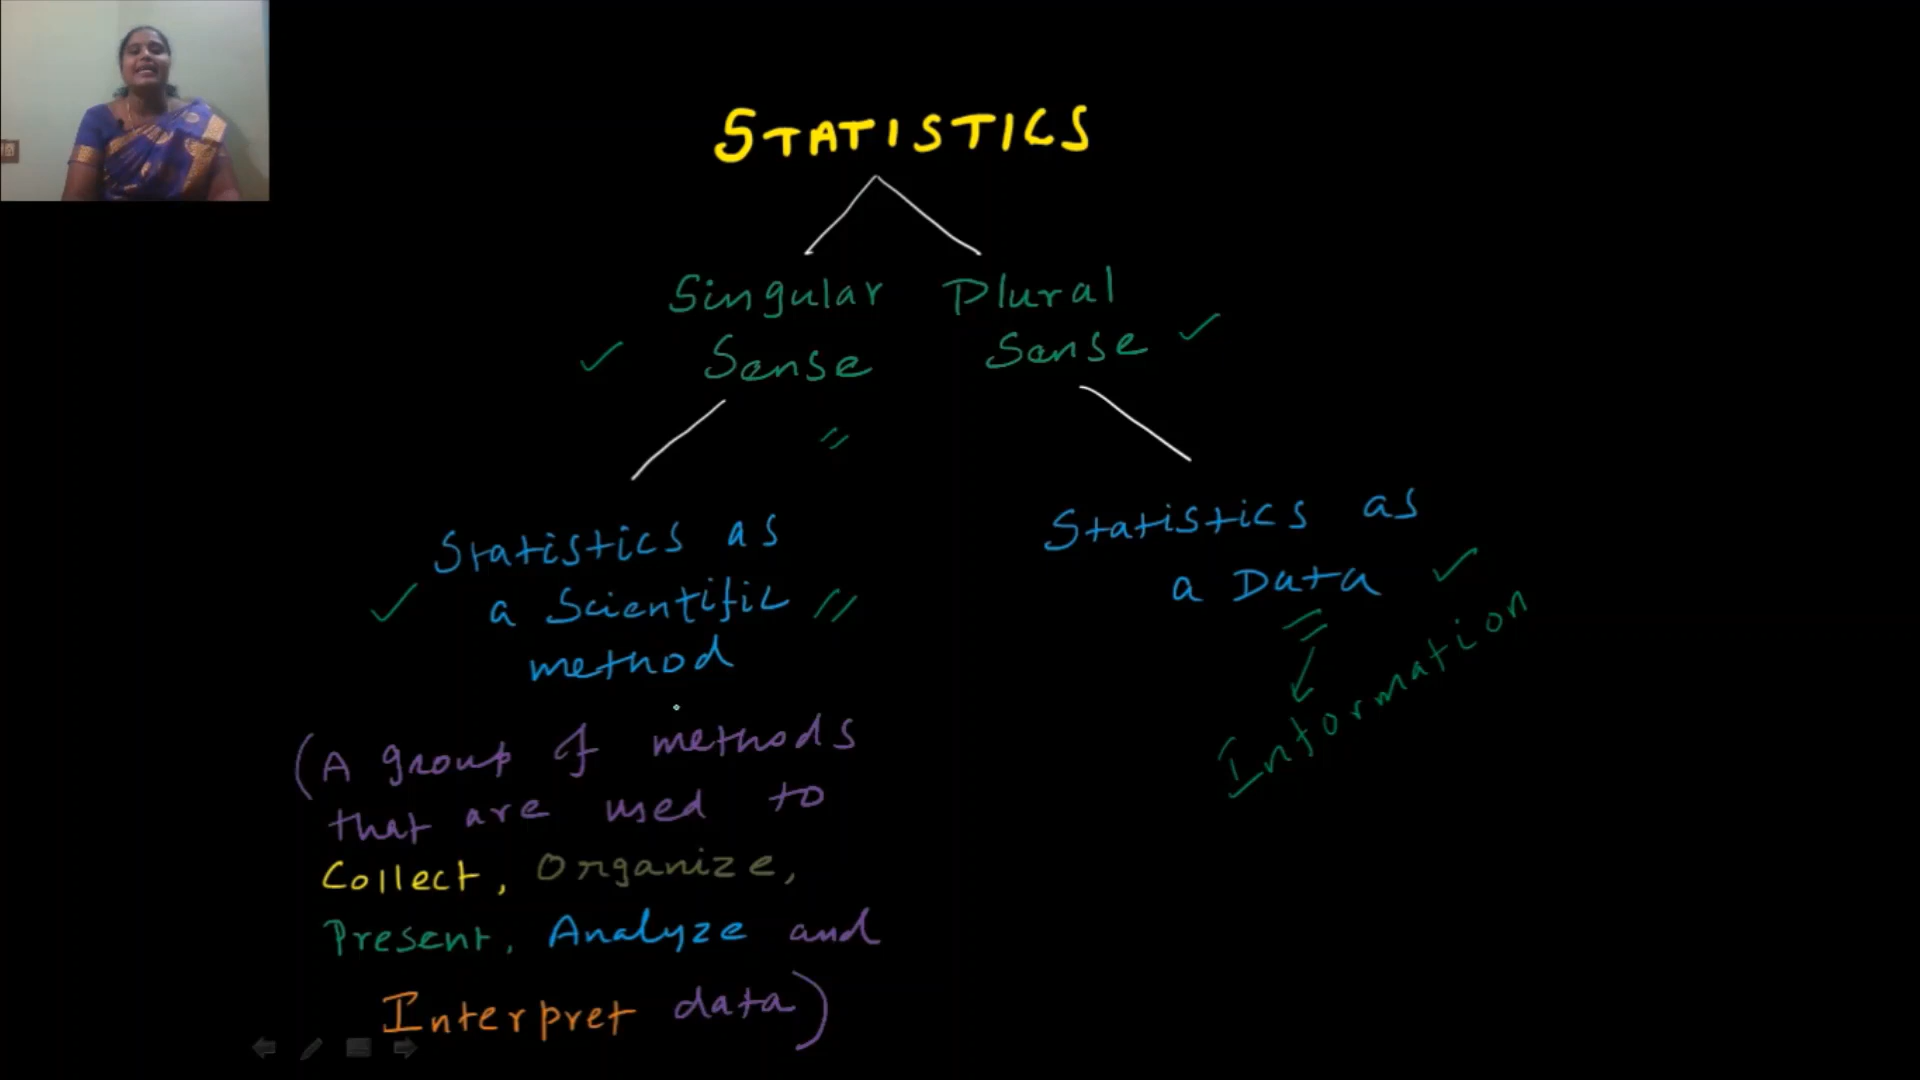 STATISTICS
Singular
Sense
Plural
Sense
Statistics as
a Scientific
method
(A group of methods
that are used to
Collect, Organize,
Present, Analyze and
Interpret data)
Statistics as
a Data
Information